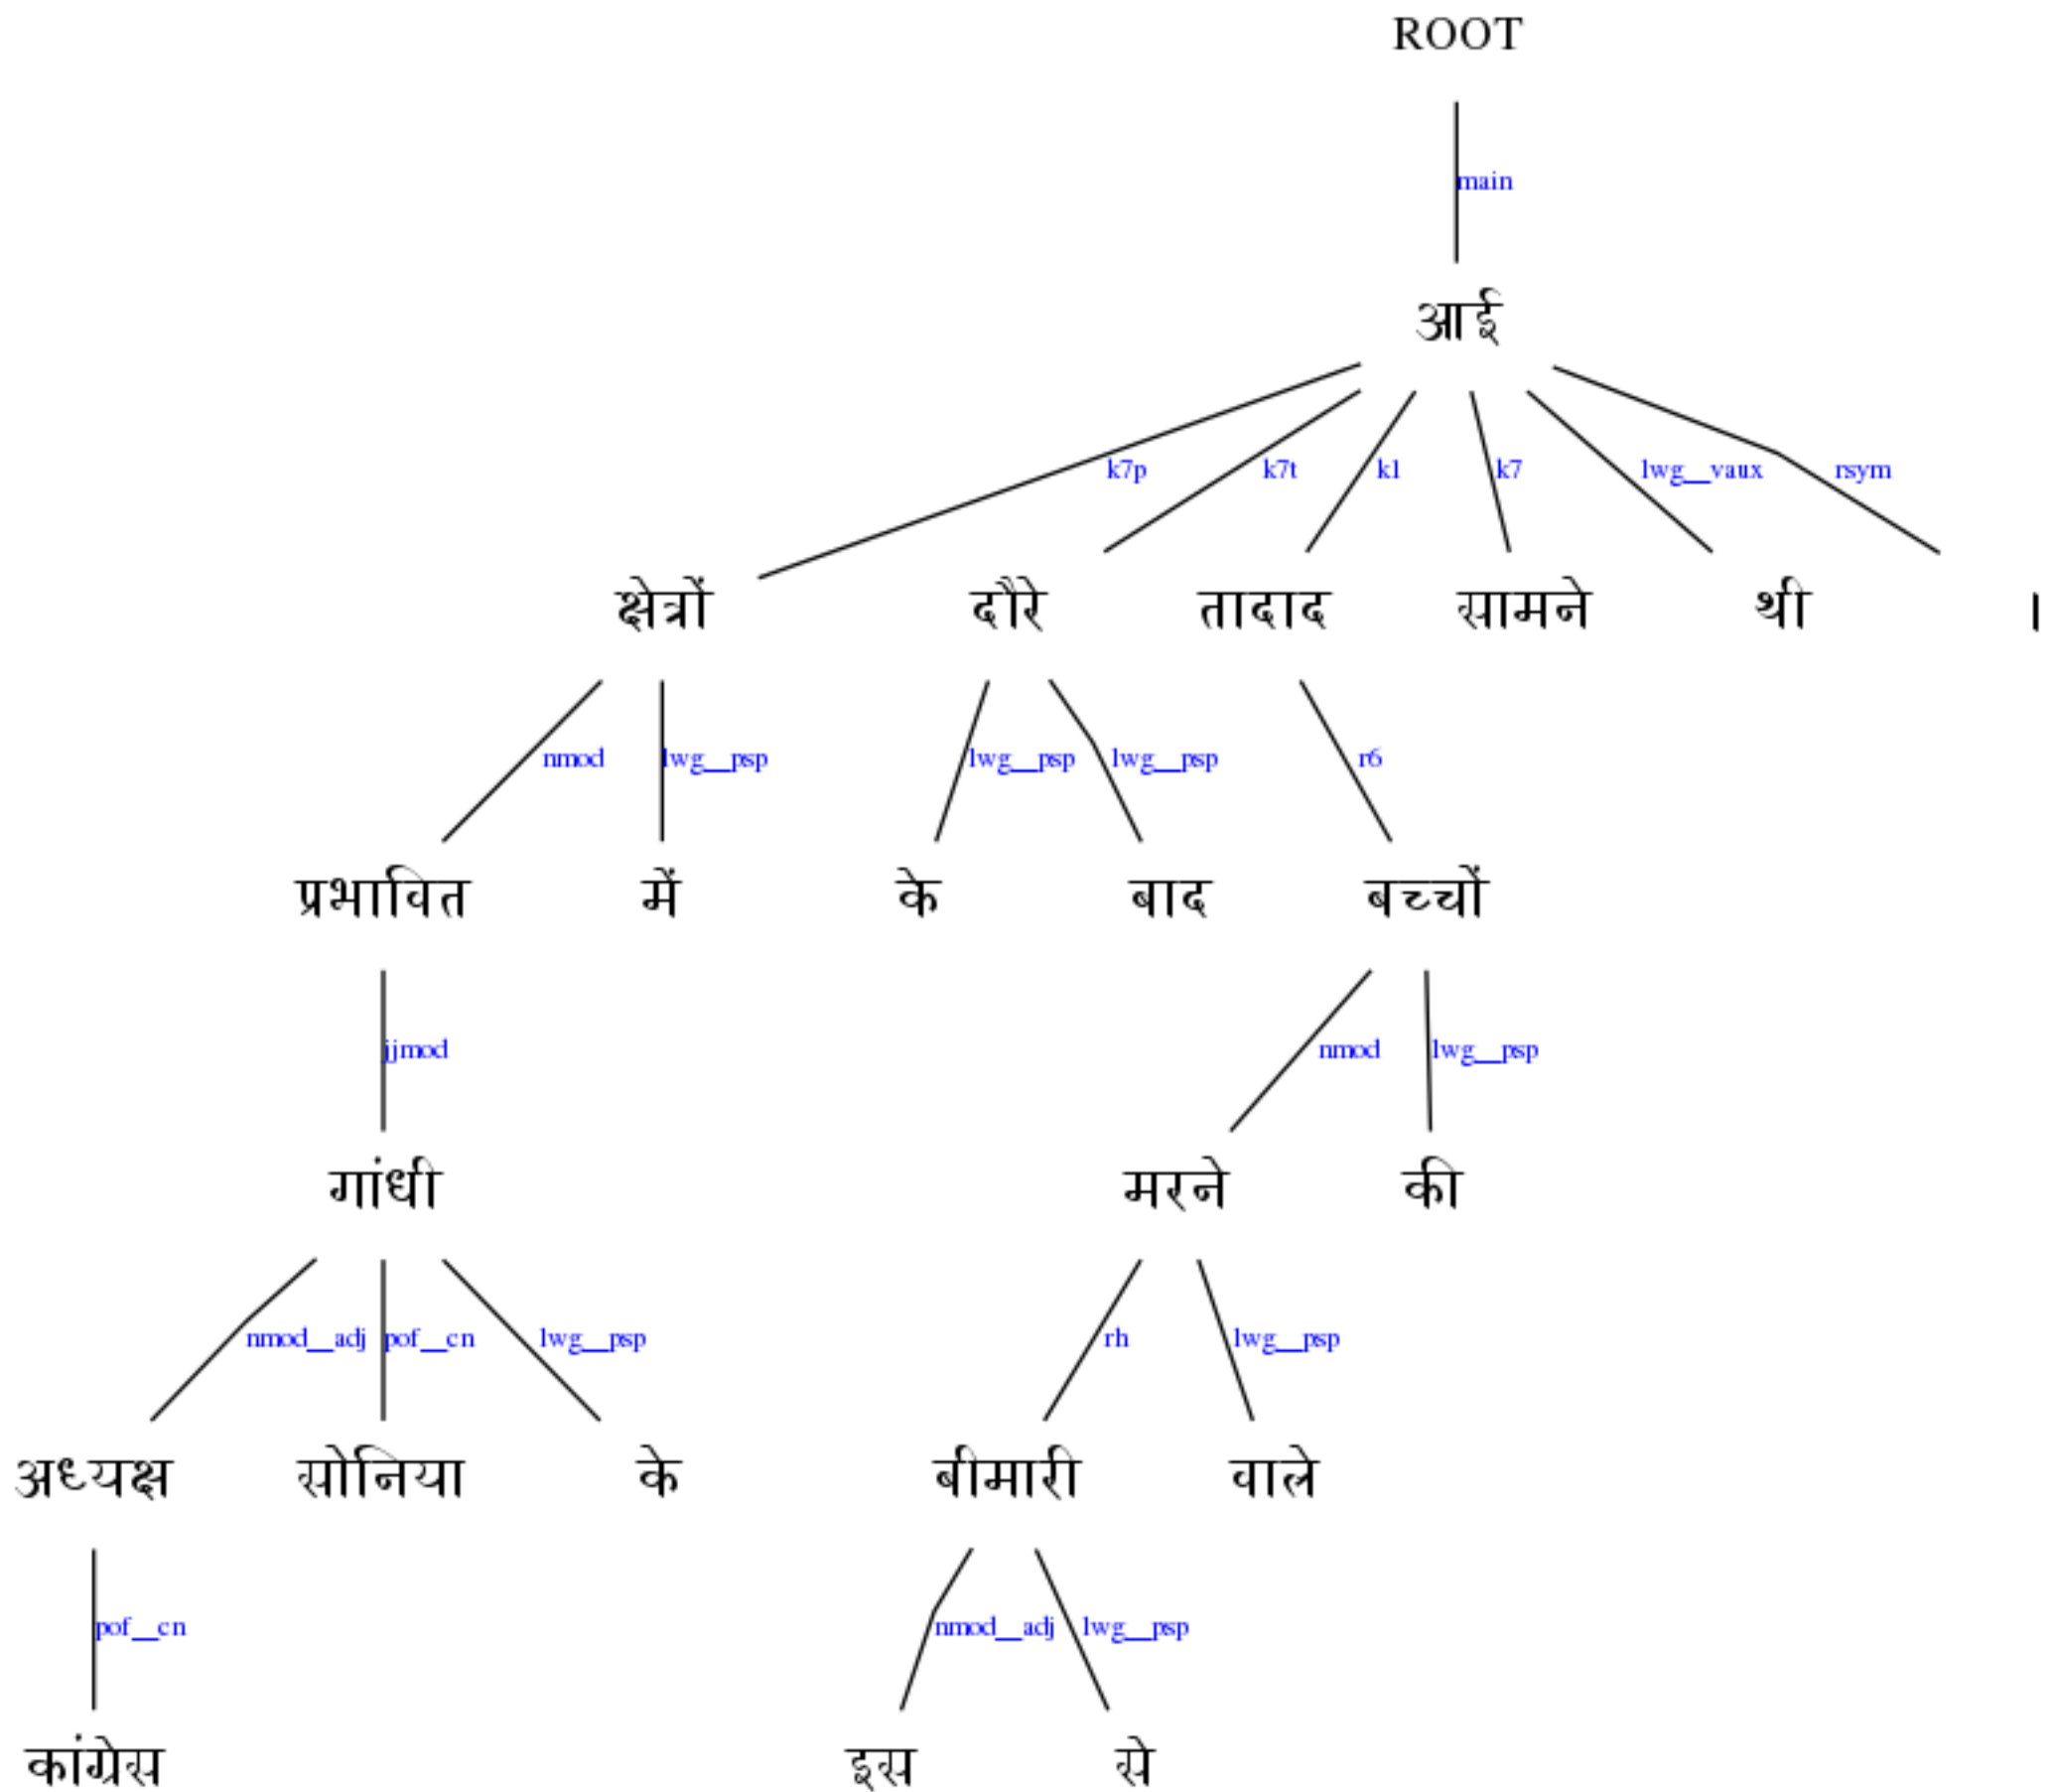 ROOT
main
आई
k7p k7t k1 k7 lwg__vaux rsym
क्षेत्रों दौरे तादाद सामने थी ।
nmod lwg__psp lwg__psp lwg__psp r6
प्रभावित में के बाद बच्चों
jjmod nmod lwg__psp
गांधी मरने की
nmod__adj pof__cn lwg__psp rh lwg__psp
अध्यक्ष सोनिया के बीमारी वाले
pof__cn nmod__adj lwg__psp
कांग्रेस इस से